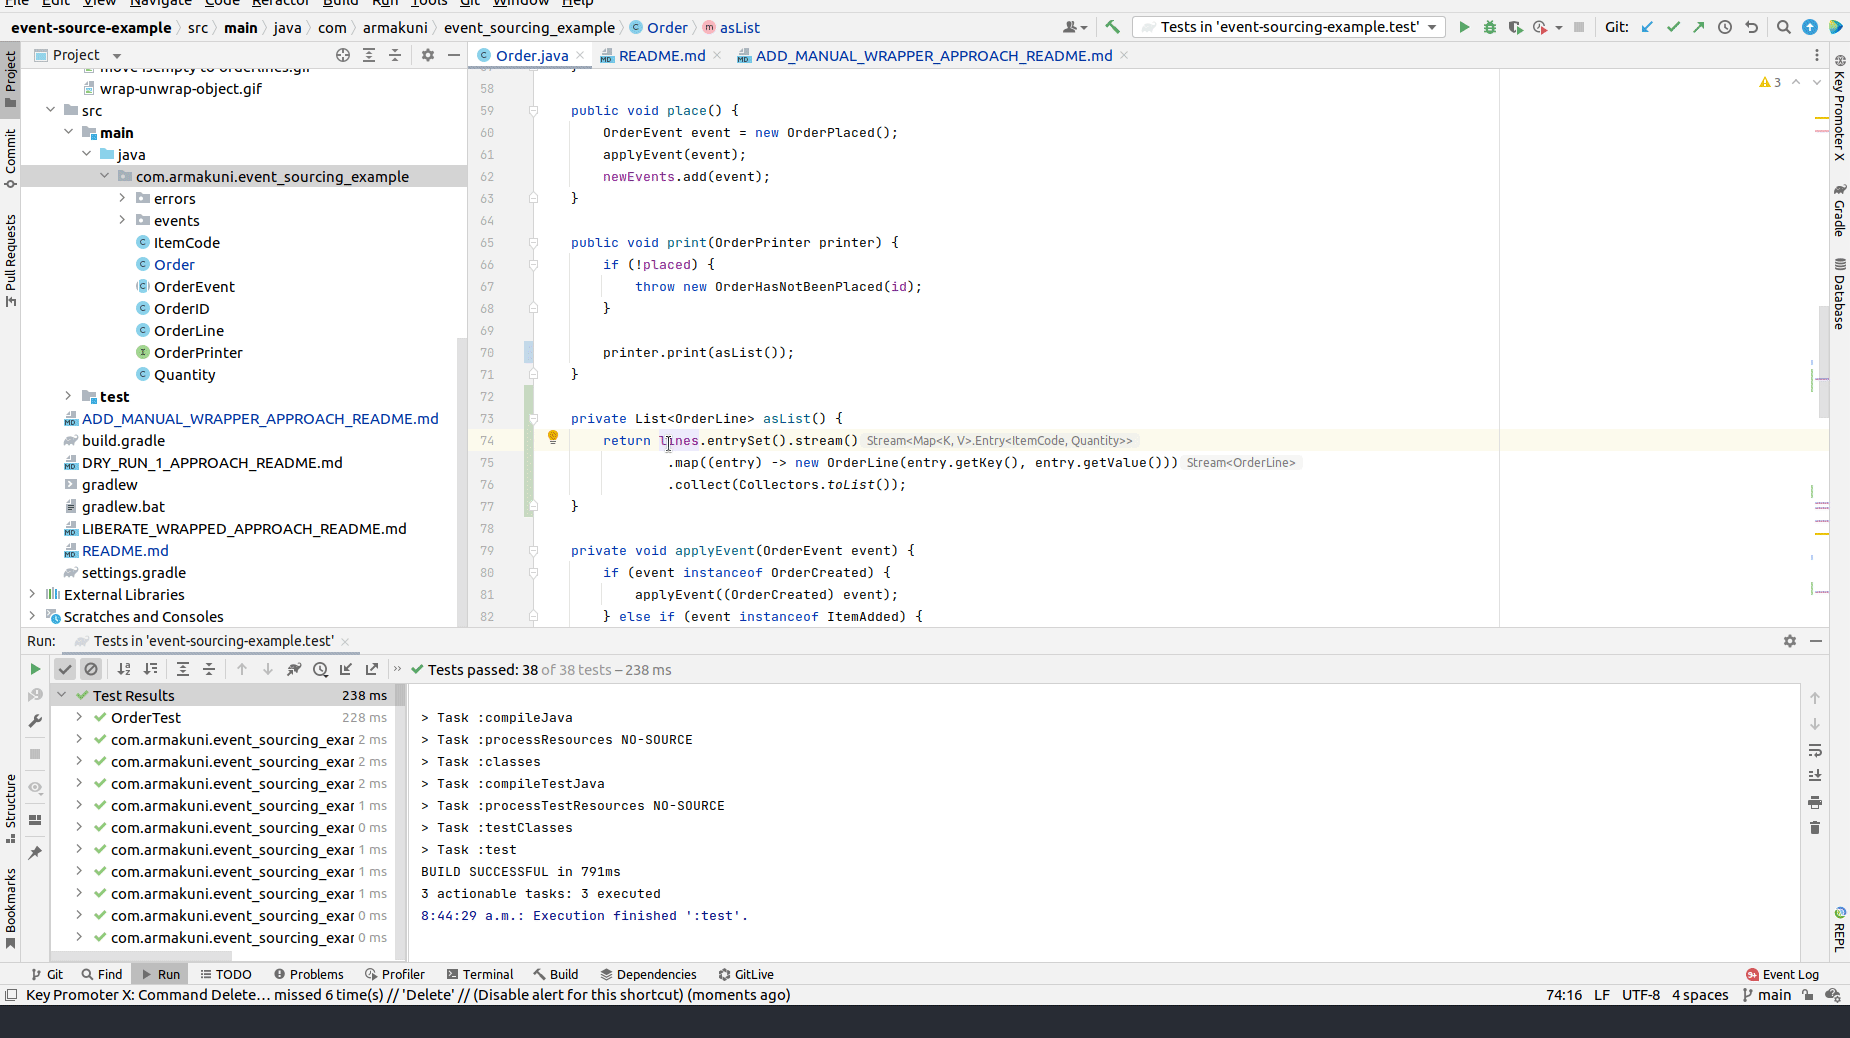 File Edit View Navigate Code Refactor Build Run Tools Git Window Help
event-source-example src main java com armakuni event_sourcing_example Order asList Tests in 'event-sourcing-example.test' Git:
Project
Order.java README.md ADD_MANUAL_WRAPPER_APPROACH_README.md
move isempty to orderlines.gif
wrap-unwrap-object.gif
src
main
java
com.armakuni.event_sourcing_example
errors
events
ItemCode
Order
OrderEvent
OrderID
OrderLine
OrderPrinter
Quantity
test
ADD_MANUAL_WRAPPER_APPROACH_README.md
build.gradle
DRY_RUN_1_APPROACH_README.md
gradlew
gradlew.bat
LIBERATE_WRAPPED_APPROACH_README.md
README.md
settings.gradle
External Libraries
Scratches and Consoles
3
58
59 public void place() {
60 OrderEvent event = new OrderPlaced();
61 applyEvent(event);
62 newEvents.add(event);
63 }
64
65 public void print(OrderPrinter printer) {
66 if (!placed) {
67 throw new OrderHasNotBeenPlaced(id);
68 }
69
70 printer.print(asList());
71 }
72
73 private List<OrderLine> asList() {
74 return lines.entrySet().stream() Stream<Map<K, V>.Entry<ItemCode, Quantity>>
75 .map((entry) -> new OrderLine(entry.getKey(), entry.getValue())) Stream<OrderLine>
76 .collect(Collectors.toList());
77 }
78
79 private void applyEvent(OrderEvent event) {
80 if (event instanceof OrderCreated) {
81 applyEvent((OrderCreated) event);
82 } else if (event instanceof ItemAdded) {
Project
Commit
Pull Requests
Structure
Bookmarks
Key Promoter X
Gradle
Database
REPL
Run: Tests in 'event-sourcing-example.test'
Tests passed: 38 of 38 tests – 238 ms
Test Results 238 ms
OrderTest 228 ms
com.armakuni.event_sourcing_exar 2 ms
com.armakuni.event_sourcing_exar 2 ms
com.armakuni.event_sourcing_exar 2 ms
com.armakuni.event_sourcing_exar 1 ms
com.armakuni.event_sourcing_exar 0 ms
com.armakuni.event_sourcing_exar 1 ms
com.armakuni.event_sourcing_exar 1 ms
com.armakuni.event_sourcing_exar 1 ms
com.armakuni.event_sourcing_exar 0 ms
com.armakuni.event_sourcing_exar 0 ms
> Task :compileJava
> Task :processResources NO-SOURCE
> Task :classes
> Task :compileTestJava
> Task :processTestResources NO-SOURCE
> Task :testClasses
> Task :test
BUILD SUCCESSFUL in 791ms
3 actionable tasks: 3 executed
8:44:29 a.m.: Execution finished ':test'.
Git Find Run TODO Problems Profiler Terminal Build Dependencies GitLive 9+ Event Log
Key Promoter X: Command Delete... missed 6 time(s) // 'Delete' // (Disable alert for this shortcut) (moments ago) 74:16 LF UTF-8 4 spaces main